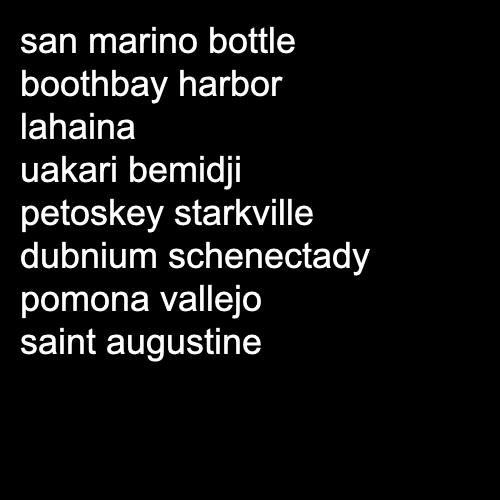 san marino bottle
boothbay harbor
lahaina
uakari bemidji
petoskey starkville
dubnium schenectady
pomona vallejo
saint augustine